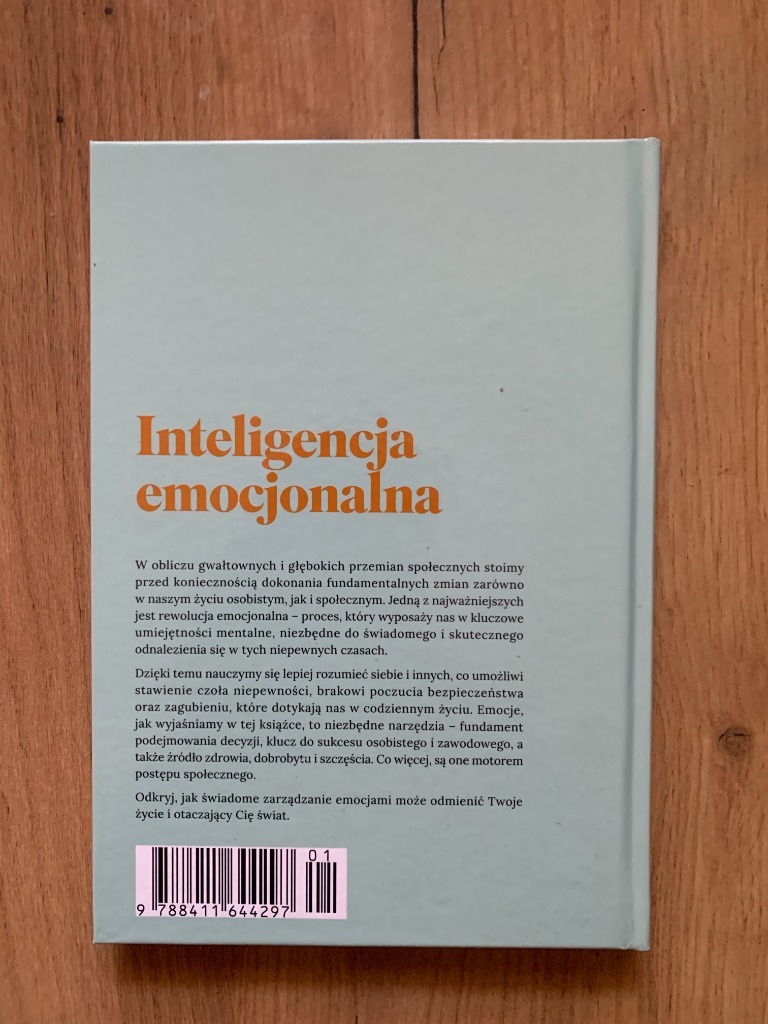 Inteligencja
emocjonalna
W obliczu gwałtownych i głębokich przemian społecznych stoimy
przed koniecznością dokonania fundamentalnych zmian zarówno
w naszym życiu osobistym, jak i społecznym. Jedną z najważniejszych
jest rewolucja emocjonalna – proces, który wyposaży nas w kluczowe
umiejętności mentalne, niezbędne do świadomego i skutecznego
odnalezienia się w tych niepewnych czasach.
Dzięki temu nauczymy się lepiej rozumieć siebie i innych, co umożliwi
stawienie czoła niepewności, brakowi poczucia bezpieczeństwa
oraz zagubieniu, które dotykają nas w codziennym życiu. Emocje,
jak wyjaśniamy w tej książce, to niezbędne narzędzia – fundament
podejmowania decyzji, klucz do sukcesu osobistego i zawodowego, a
także źródło zdrowia, dobrobytu i szczęścia. Co więcej, są one motorem
postępu społecznego.
Odkryj, jak świadome zarządzanie emocjami może odmienić Twoje
życie i otaczający Cię świat.
01
9 788411 644297